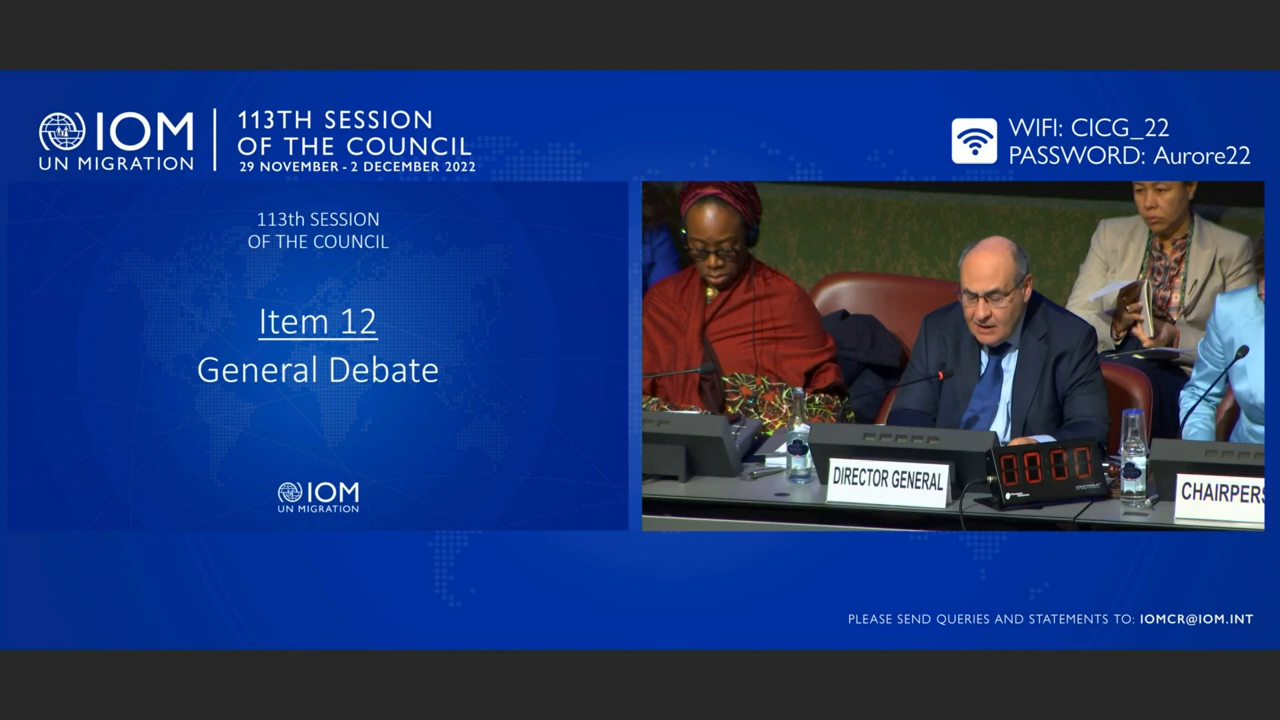 IOM
UN MIGRATION
113TH SESSION
OF THE COUNCIL
29 NOVEMBER - 2 DECEMBER 2022
WIFI: CICG_22
PASSWORD: Aurore22
113th SESSION
OF THE COUNCIL
Item 12
General Debate
IOM
UN MIGRATION
DIRECTOR GENERAL
00:00
CHAIRPERS
PLEASE SEND QUERIES AND STATEMENTS TO: IOMCR@IOM.INT